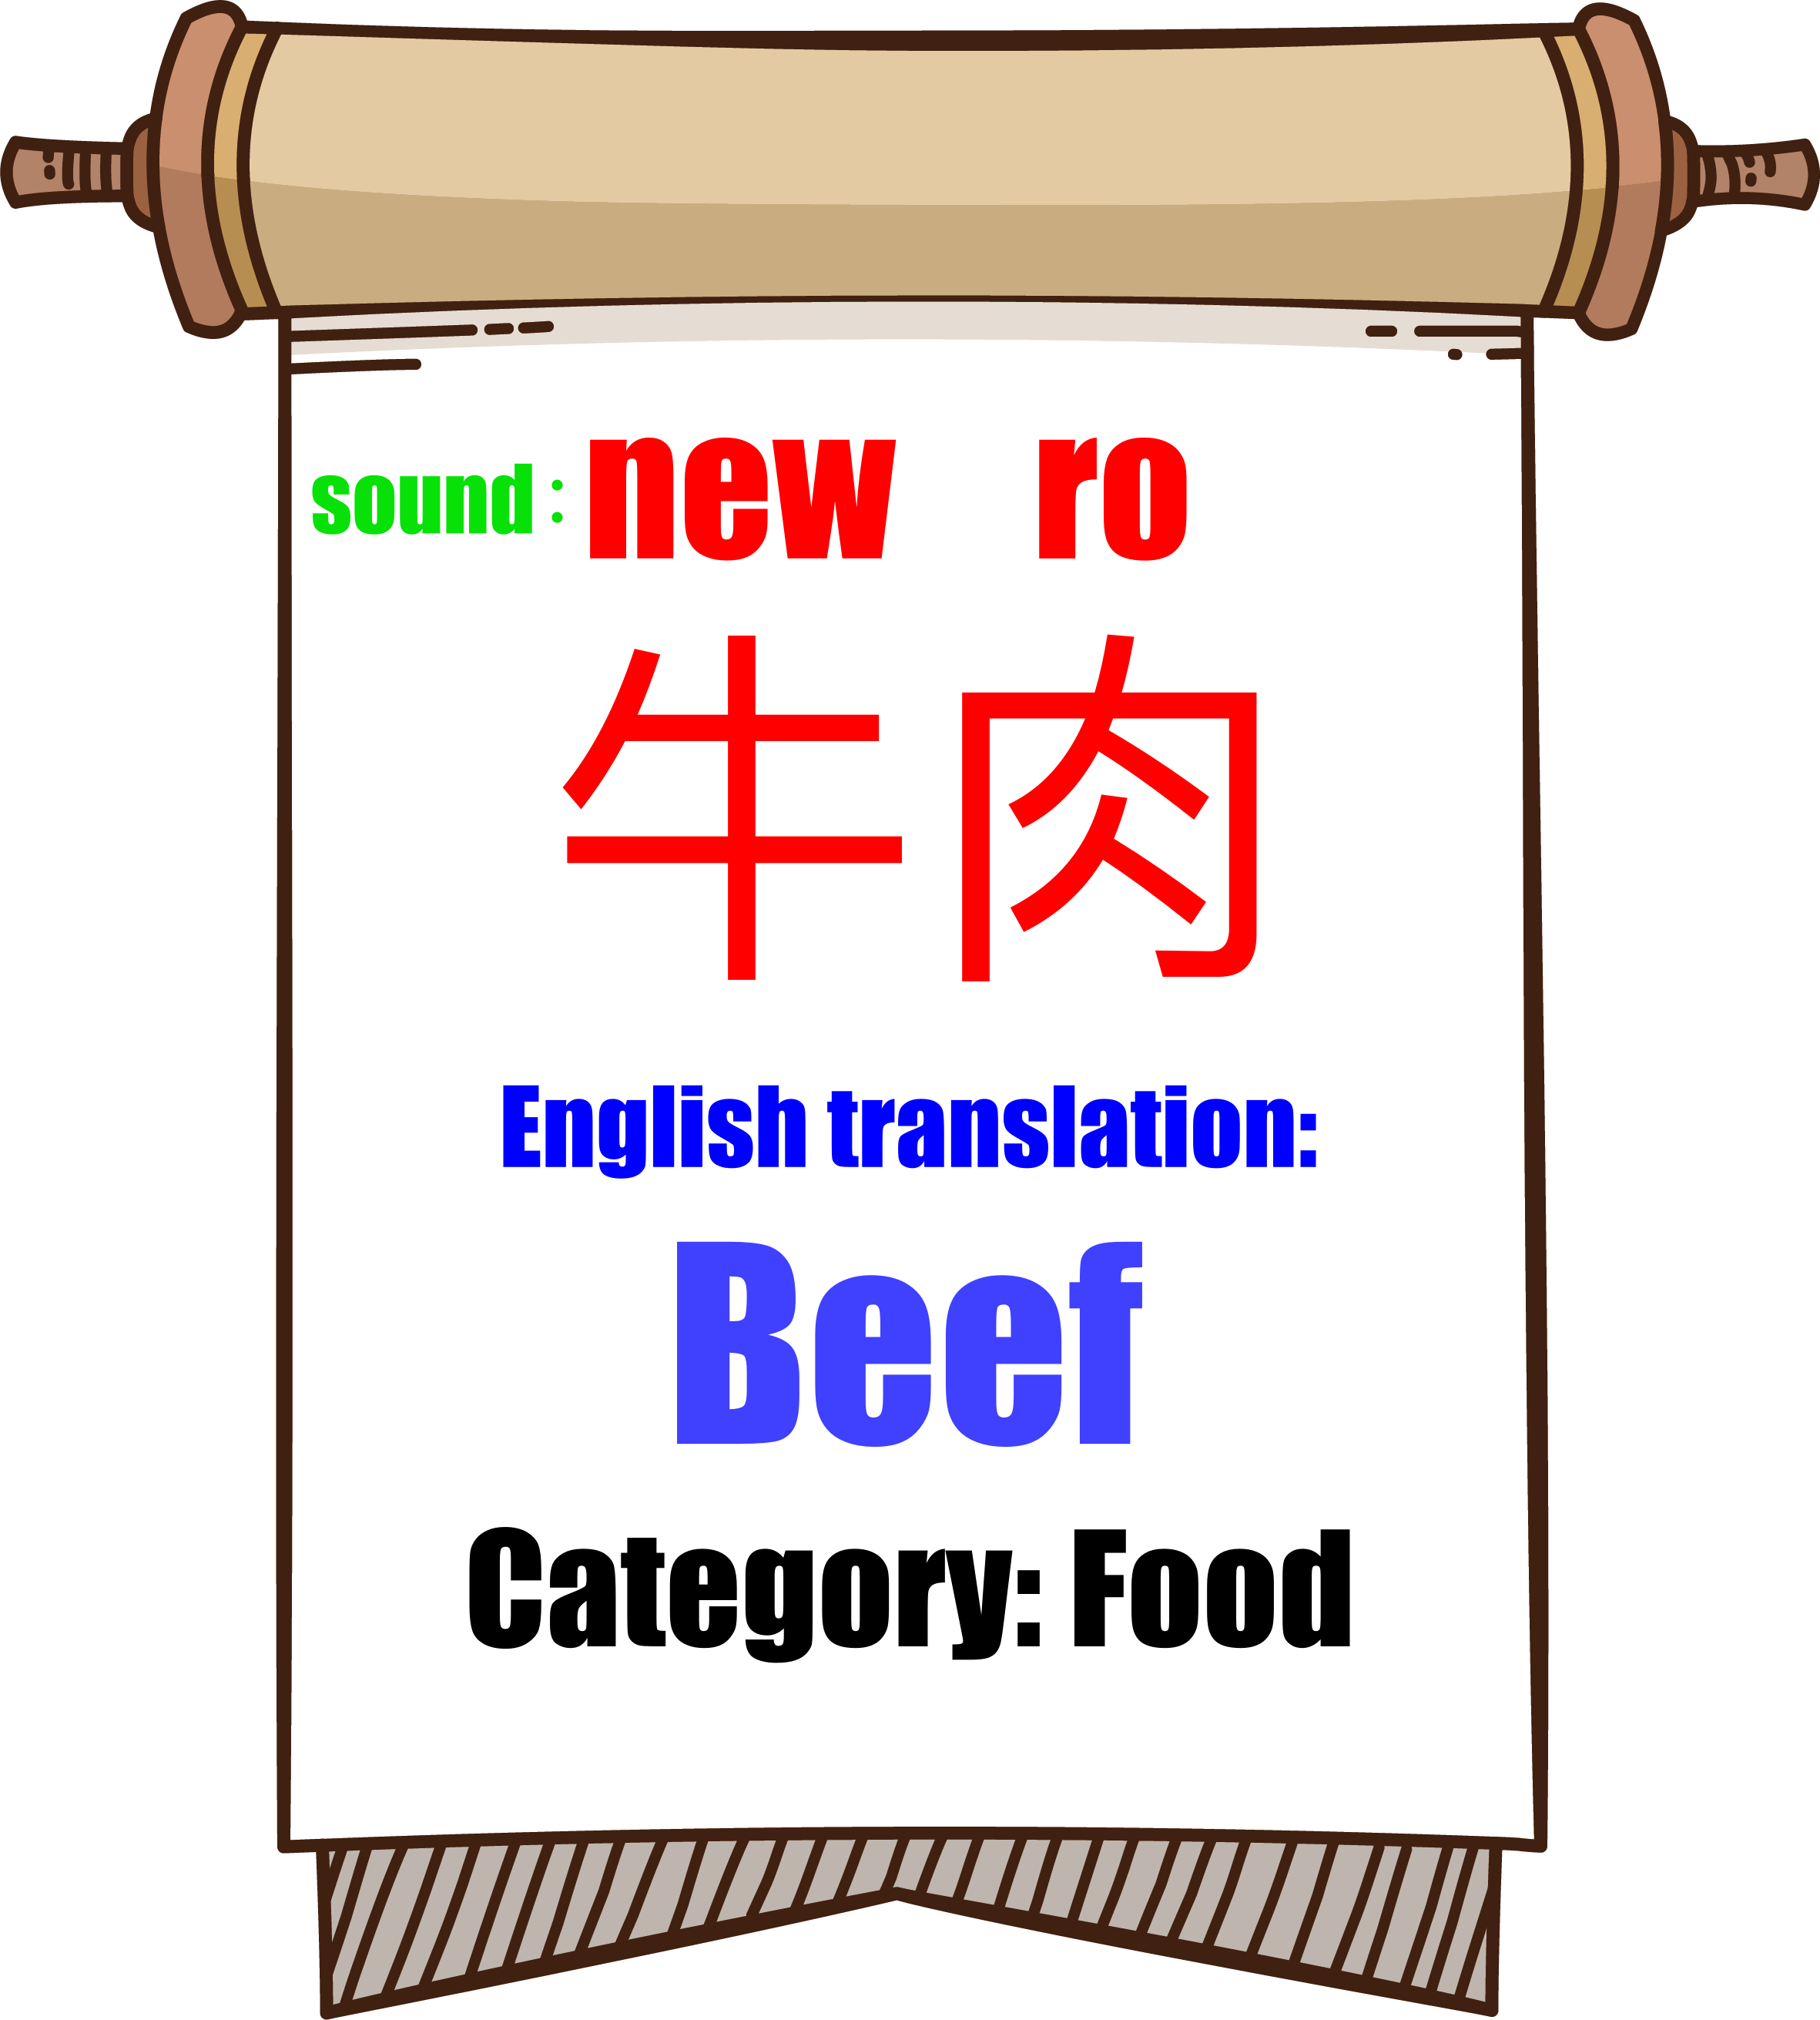 sound : new ro
牛肉
English translation:
Beef
Category: Food